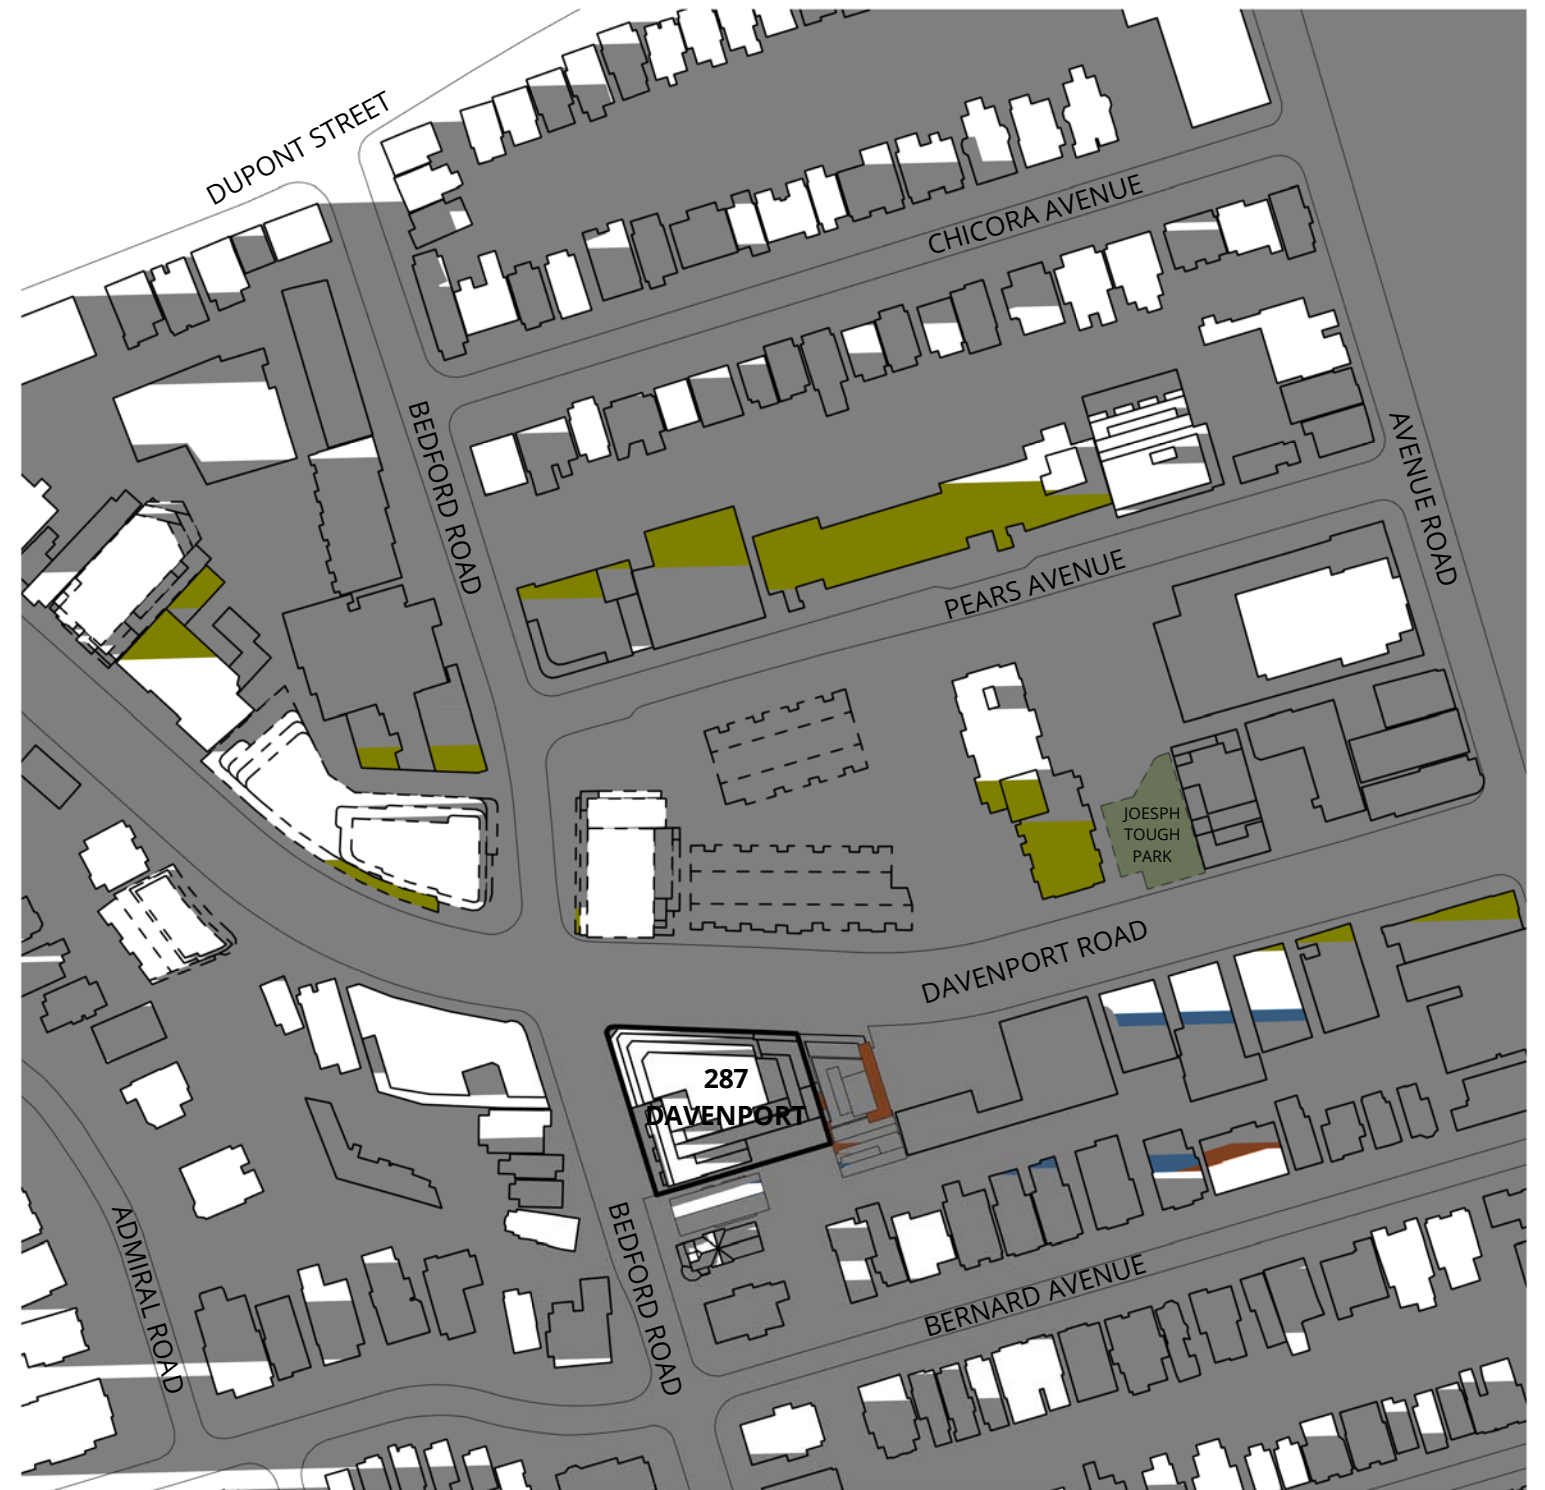 DUPONT STREET
CHICORA AVENUE
BEDFORD ROAD
AVENUE ROAD
PEARS AVENUE
JOESPH
TOUGH
PARK
DAVENPORT ROAD
287
DAVENPORT
ADMIRAL ROAD
BEDFORD ROAD
BERNARD AVENUE